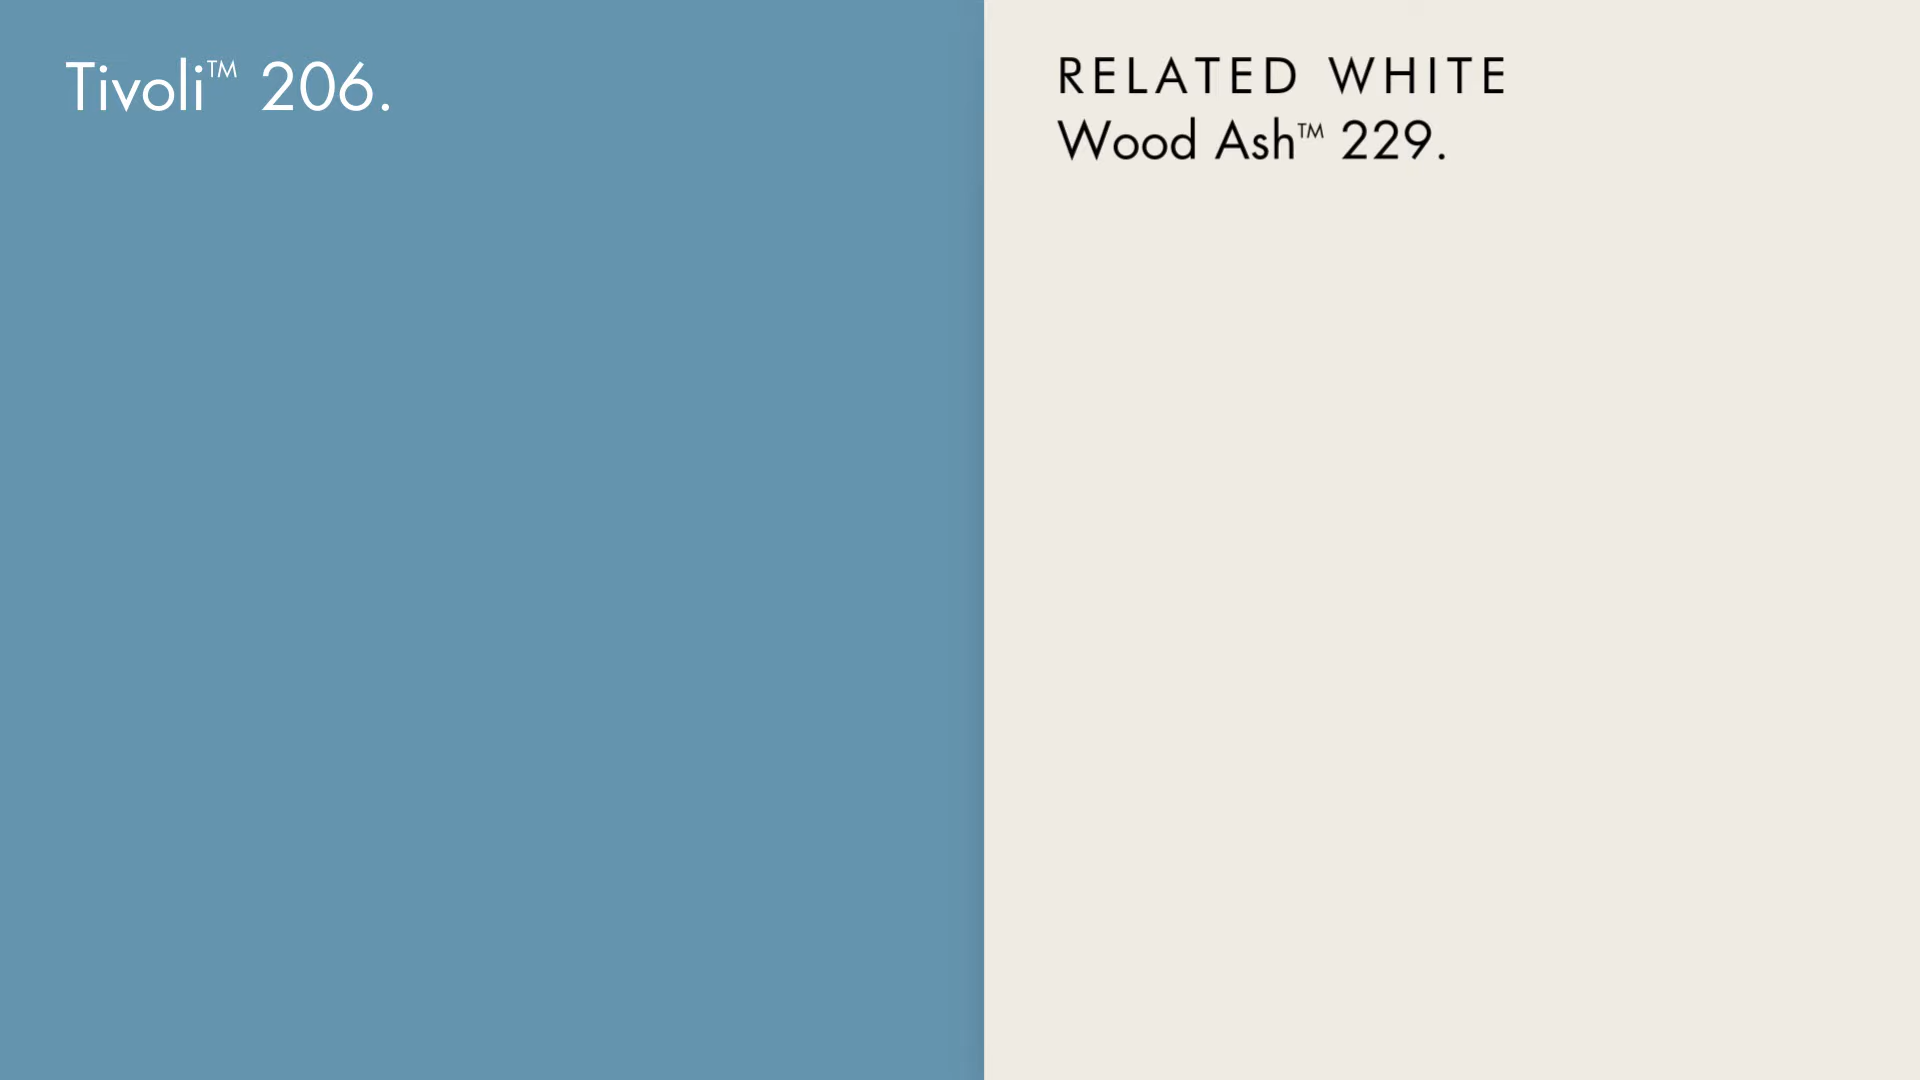 Tivoli™ 206.
RELATED WHITE
Wood Ash™ 229.